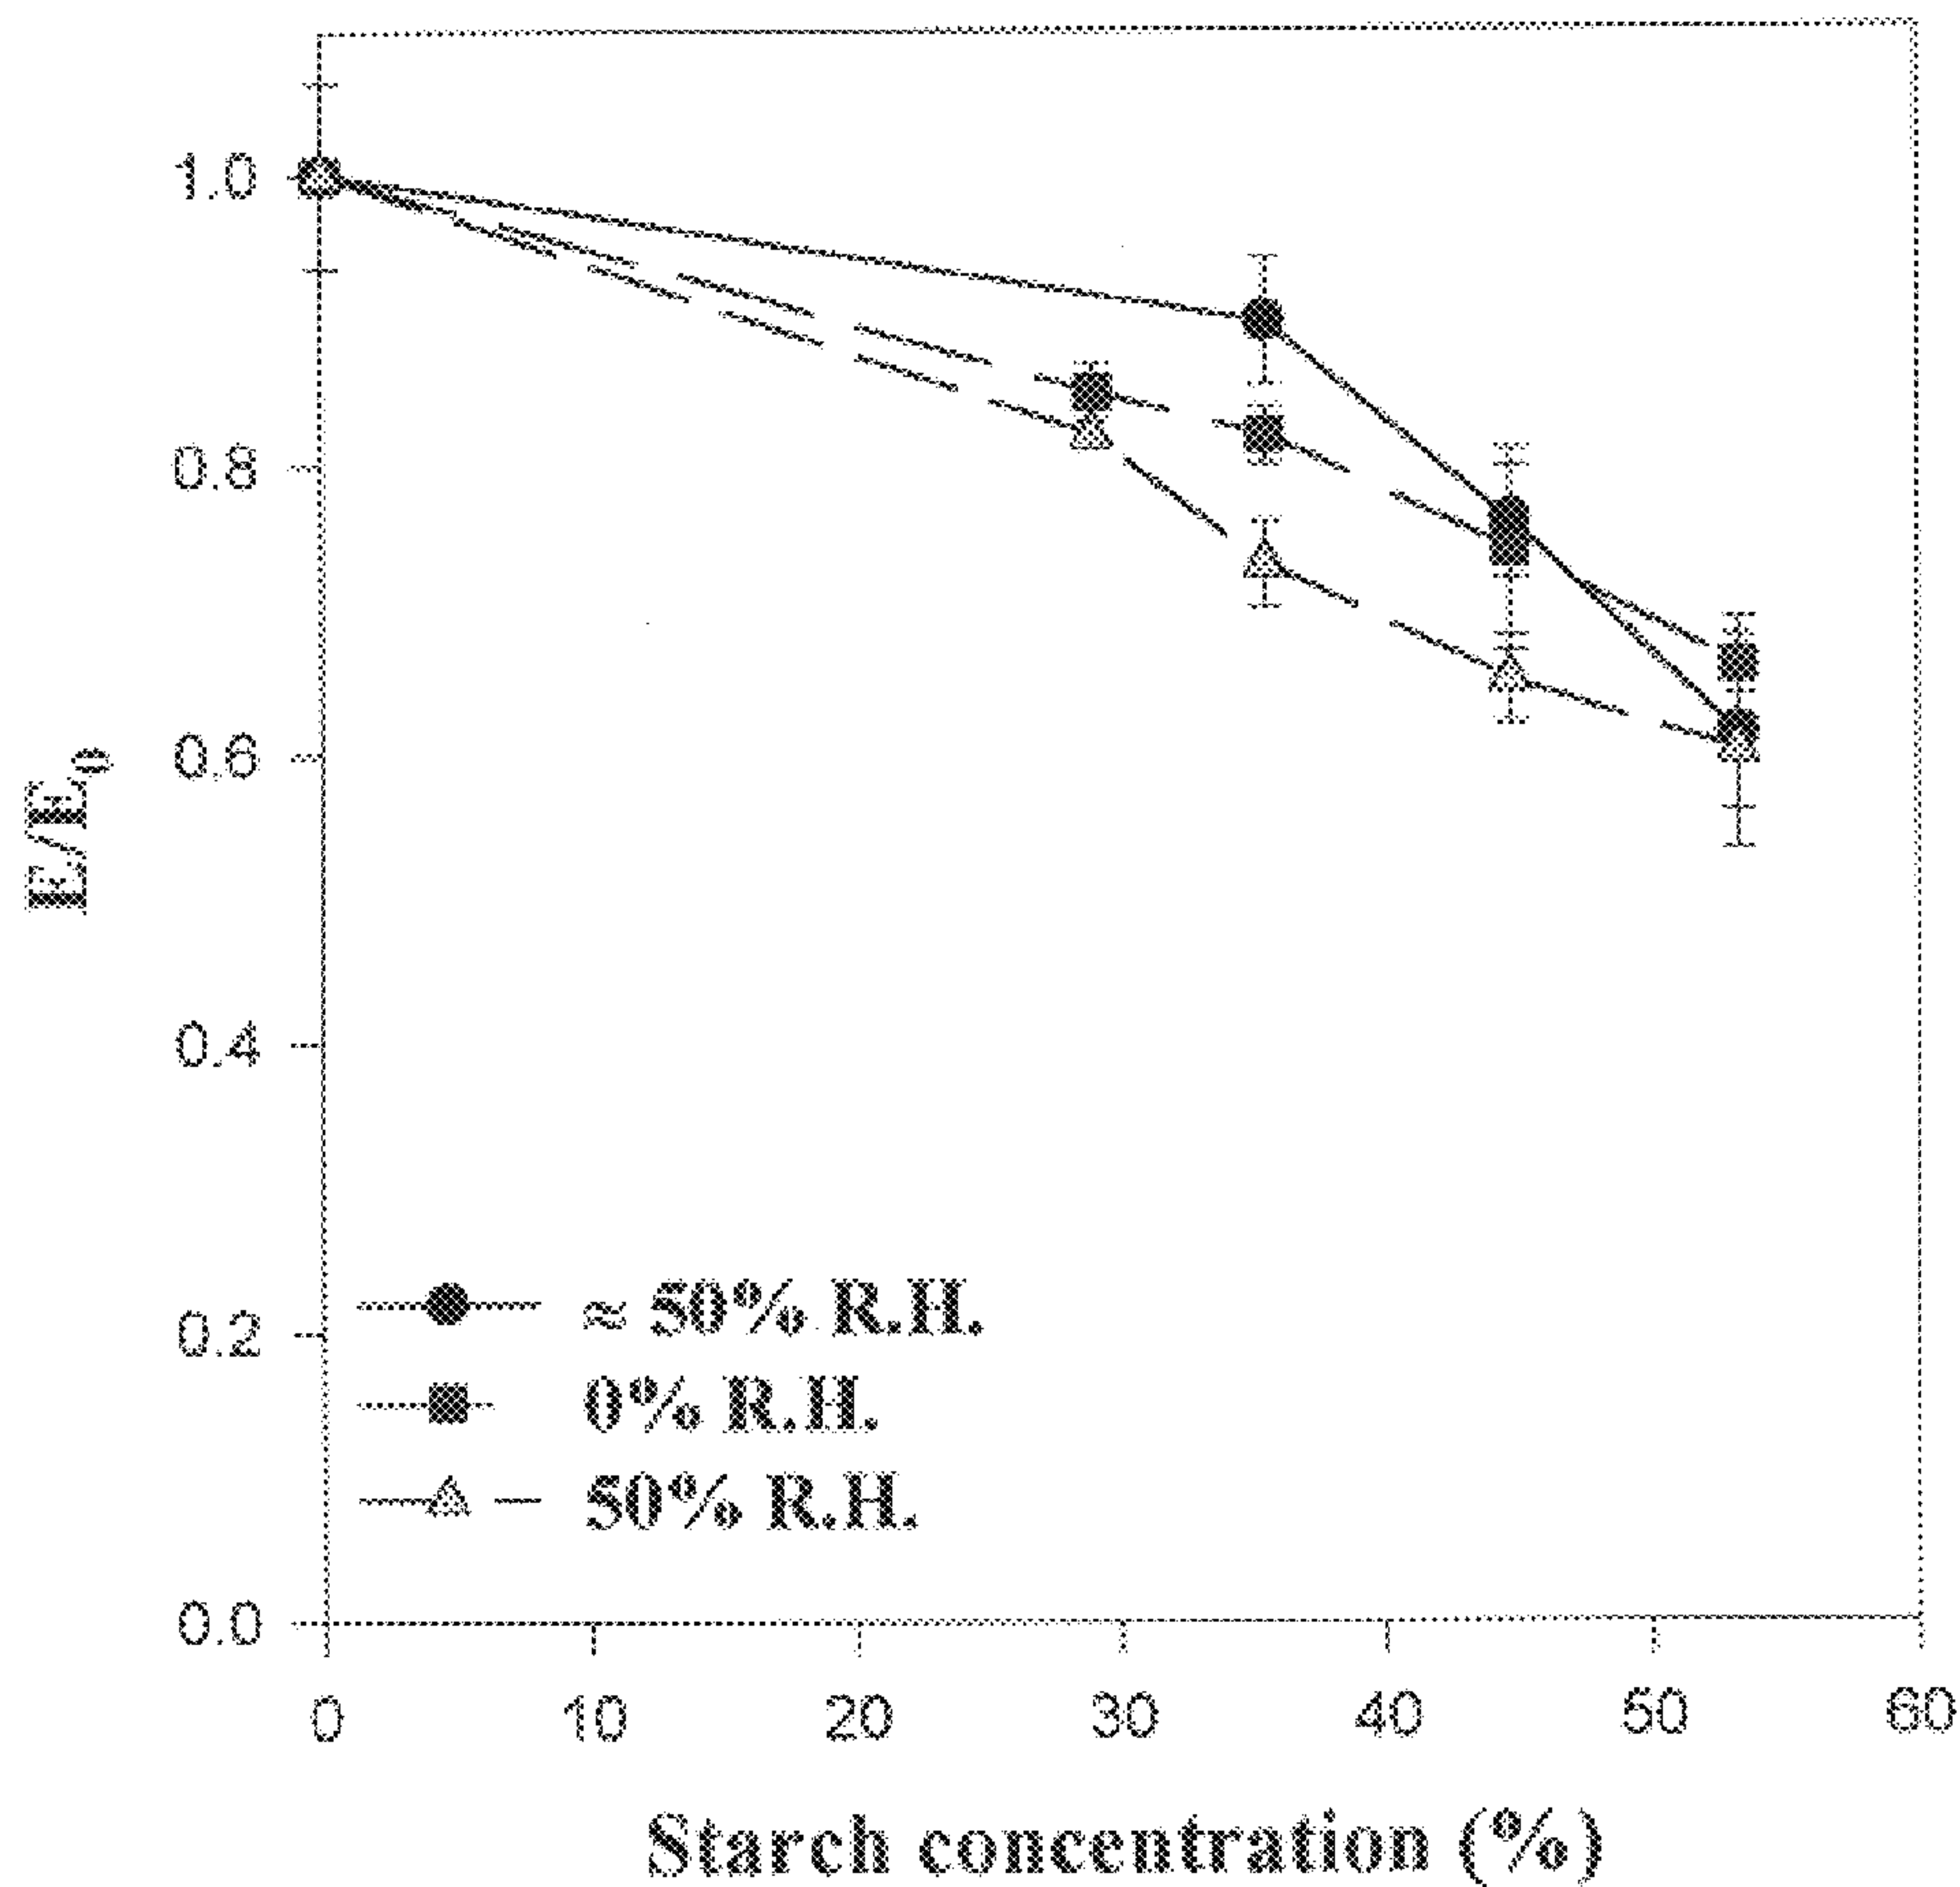 1.0
0.8
0.6
0.4
0.2
0.0
E/E0
≈ 50% R.H.
0% R.H.
50% R.H.
0 10 20 30 40 50 60
Starch concentration (%)